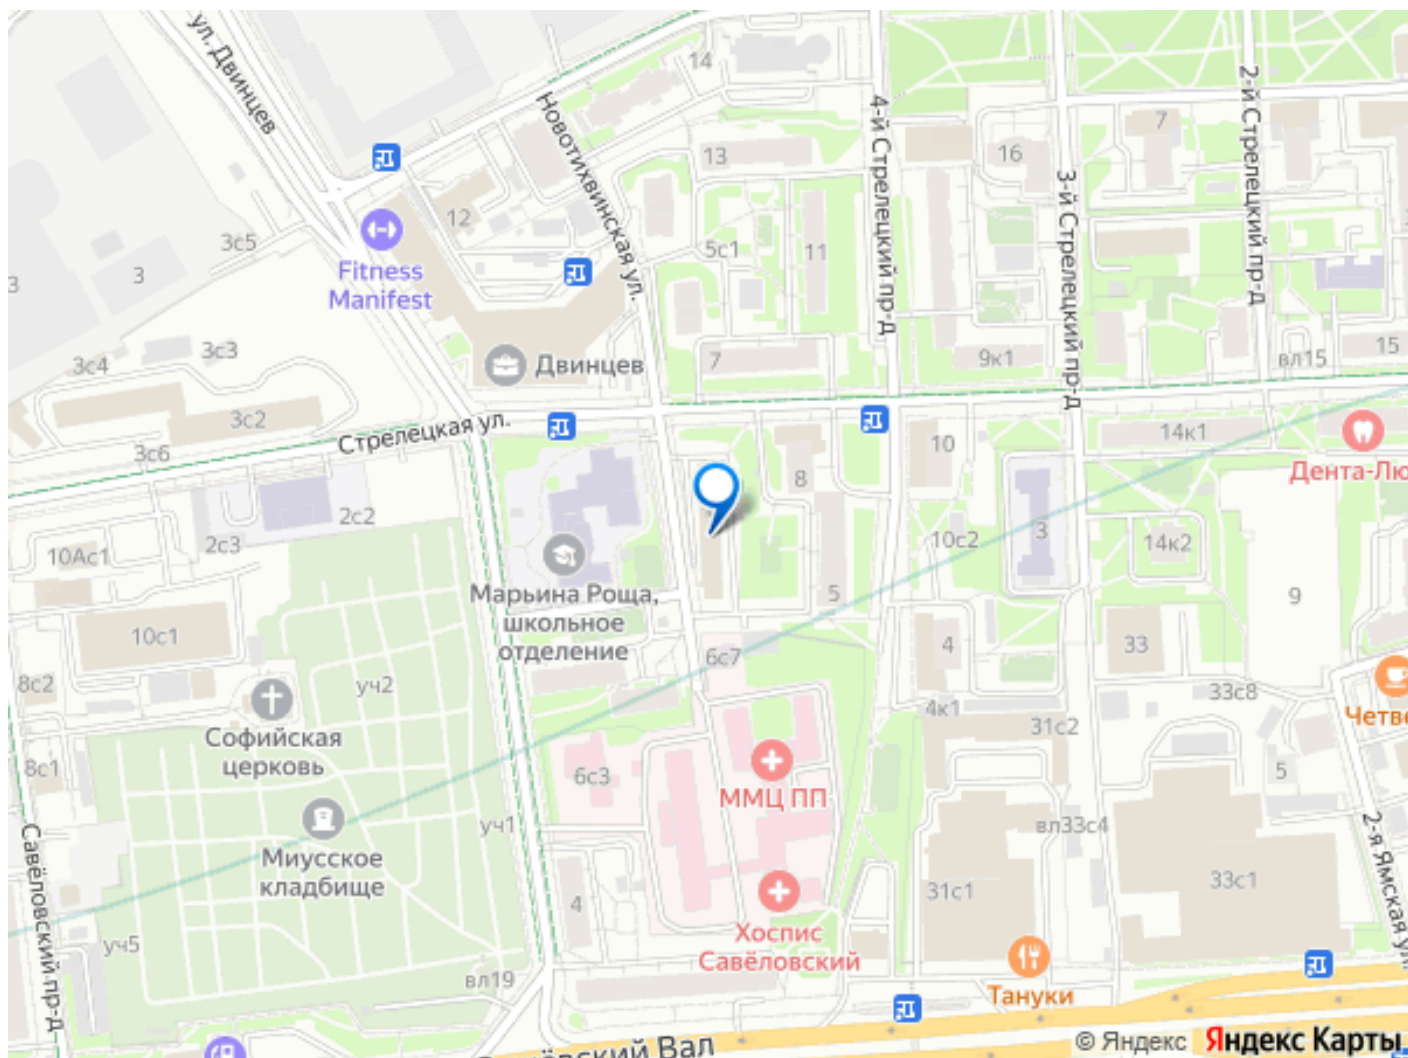 ул. Двинцев
14
Новотихвинская ул.
4-й Стрелецкий пр-д
2-й Стрелецкий пр-д
7
16
13
3-й Стрелецкий пр-д
12
3с5
5с1
11
3
3
Fitness
Manifest
3с3
3с4
Двинцев
7
9к1
вл15
15
3с2
Стрелецкая ул.
3с6
10
14к1
Дента-Лю
8
2с2
2с3
10Ас1
10с2
3
14к2
Марьина Роща,
школьное
отделение
5
9
10с1
4
33
6с7
8с2
уч2
33с8
4к1
31с2
Четве
Софийская
церковь
8с1
6с3
5
ММЦ ПП
уч1
вл33с4
2-я Ямская ул
Савёловский пр-д
Миусское
кладбище
31с1
33с1
4
Хоспис
Савёловский
уч5
вл19
Тануки
ёвский Вал
© Яндекс Яндекс Карты